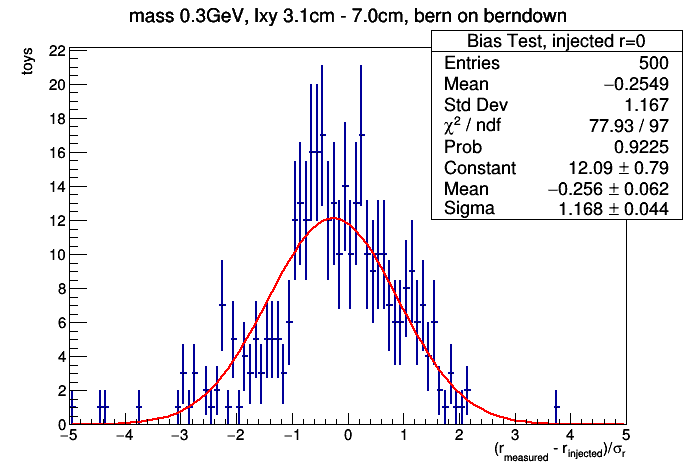 mass 0.3GeV, lxy 3.1cm - 7.0cm, bern on berndown
Bias Test, injected r=0
Entries 500
Mean −0.2549
Std Dev 1.167
χ² / ndf 77.93 / 97
Prob 0.9225
Constant 12.09 ± 0.79
Mean −0.256 ± 0.062
Sigma 1.168 ± 0.044
toys
22
20
18
16
14
12
10
8
6
4
2
0
−5 −4 −3 −2 −1 0 1 2 3 4 5
(r_measured - r_injected)/σ_r